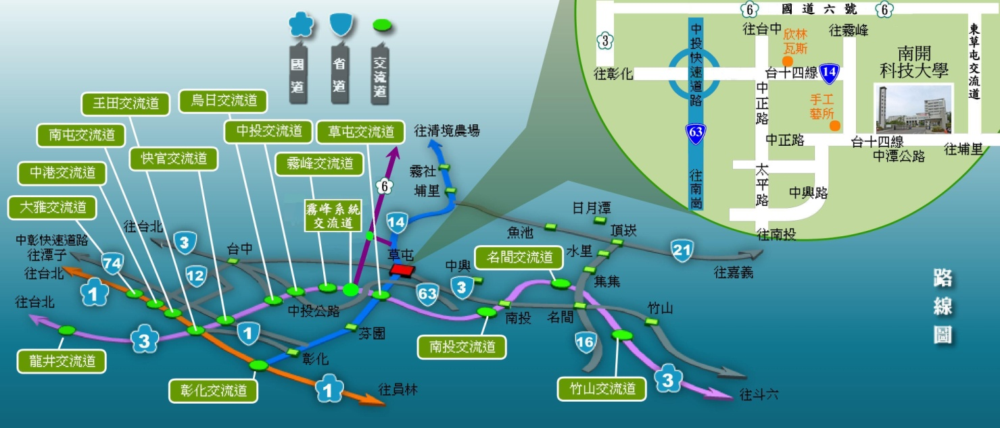 國道
省道
交流道
王田交流道
烏日交流道
南屯交流道
中投交流道
草屯交流道
快官交流道
霧峰交流道
中港交流道
大雅交流道
霧峰系統
交流道
往清境農場
霧社
埔里
6
14
往台北
3
中彰快速道路
往潭子
74
往台北
1
12
台中
草屯
中興
3
63
名間交流道
魚池
日月潭
水里
頂崁
集集
21
往嘉義
往台北
3
龍井交流道
1
中投公路
芬園
彰化
彰化交流道
1
往員林
南投交流道
南投
名間
16
竹山
竹山交流道
3
往斗六
路線圖
6
國道六號
6
3
中投快速道路
往台中
欣林
瓦斯
往霧峰
東草屯交流道
往彰化
台十四線
14
南開
科技大學
中正路
手工
藝所
63
中正路
台十四線
中潭公路
往埔里
往南崗
太平路
中興路
往南投